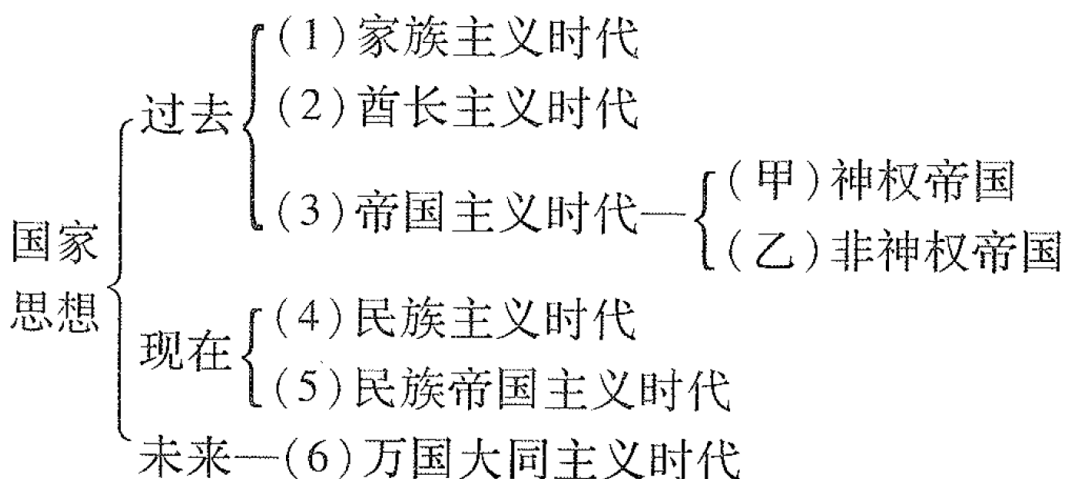 国家
思想
过去
(1)家族主义时代
(2)酋长主义时代
(3)帝国主义时代—
(甲)神权帝国
(乙)非神权帝国
现在
(4)民族主义时代
(5)民族帝国主义时代
未来—(6)万国大同主义时代